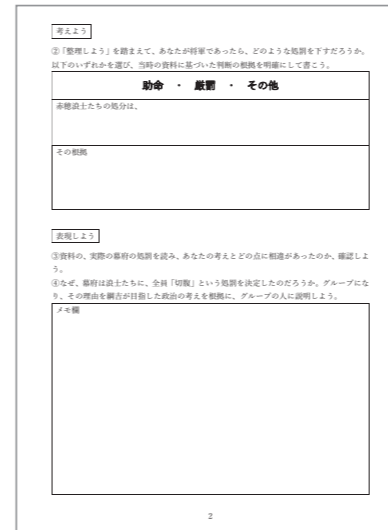 考えよう
②「整理しよう」を踏まえて、あなたが将軍であったら、どのような処罰を下すだろうか。
以下のいずれかを選び、当時の資料に基づいた判断の根拠を明確にして書こう。
助命 ・ 厳罰 ・ その他
赤穂浪士たちの処分は、
その根拠
表現しよう
③資料の、実際の幕府の処罰を読み、あなたの考えとどの点に相違があったのか、確認しよ
う。
④なぜ、幕府は浪士たちに、全員「切腹」という処罰を決定したのだろうか。グループにな
り、その理由を綱吉が目指した政治の考えを根拠に、グループの人に説明しよう。
メモ欄
2